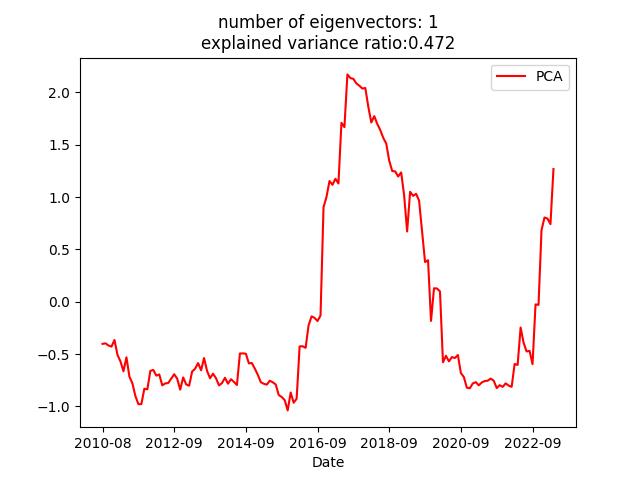 number of eigenvectors: 1
explained variance ratio:0.472
PCA
2.0
1.5
1.0
0.5
0.0
−0.5
−1.0
2010-08 2012-09 2014-09 2016-09 2018-09 2020-09 2022-09
Date